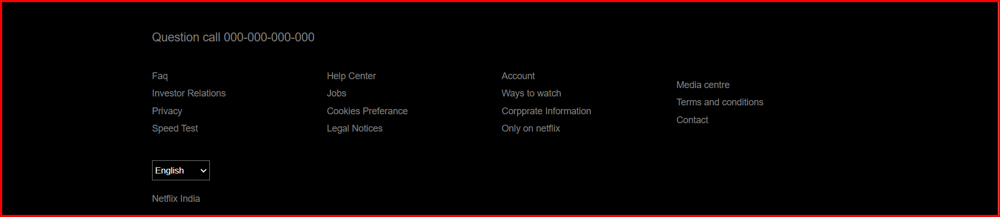 Question call 000-000-000-000
Faq
Investor Relations
Privacy
Speed Test
Help Center
Jobs
Cookies Preferance
Legal Notices
Account
Ways to watch
Corpprate Information
Only on netflix
Media centre
Terms and conditions
Contact
English
Netflix India